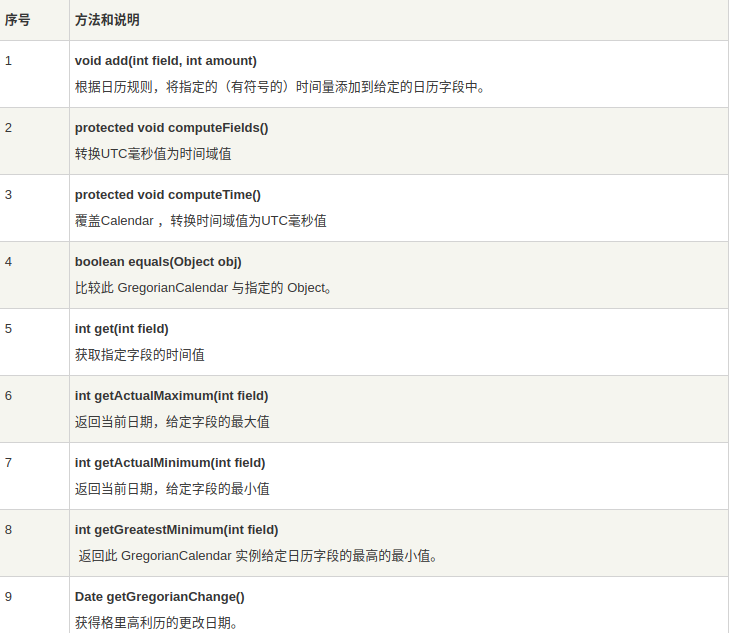 序号 方法和说明
1 void add(int field, int amount)
根据日历规则，将指定的（有符号的）时间量添加到给定的日历字段中。
2 protected void computeFields()
转换UTC毫秒值为时间域值
3 protected void computeTime()
覆盖Calendar ，转换时间域值为UTC毫秒值
4 boolean equals(Object obj)
比较此 GregorianCalendar 与指定的 Object。
5 int get(int field)
获取指定字段的时间值
6 int getActualMaximum(int field)
返回当前日期，给定字段的最大值
7 int getActualMinimum(int field)
返回当前日期，给定字段的最小值
8 int getGreatestMinimum(int field)
返回此 GregorianCalendar 实例给定日历字段的最高的最小值。
9 Date getGregorianChange()
获得格里高利历的更改日期。